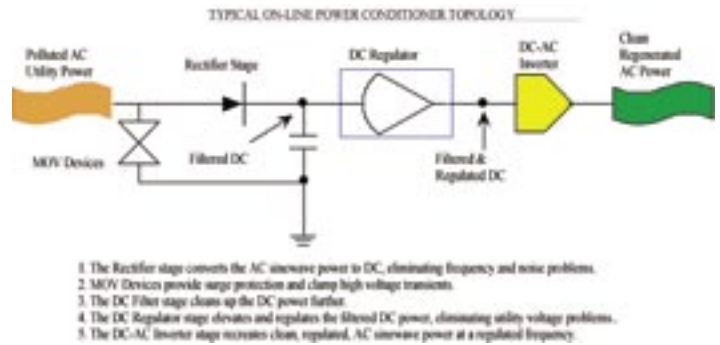 TYPICAL ON-LINE POWER CONDITIONER TOPOLOGY
Polluted AC
Utility Power
Rectifier Stage
DC Regulator
DC-AC
Inverter
Clean
Regenerated
AC Power
MOV Devices
Filtered DC
Filtered &
Regulated DC
1. The Rectifier stage converts the AC sinewave power to DC, eliminating frequency and noise problems.
2. MOV Devices provide surge protection and clamp high voltage transients.
3. The DC Filter stage cleans up the DC power further.
4. The DC Regulator stage elevates and regulates the filtered DC power, eliminating utility voltage problems..
5. The DC-AC Inverter stage recreates clean, regulated, AC sinewave power at a regulated frequency.